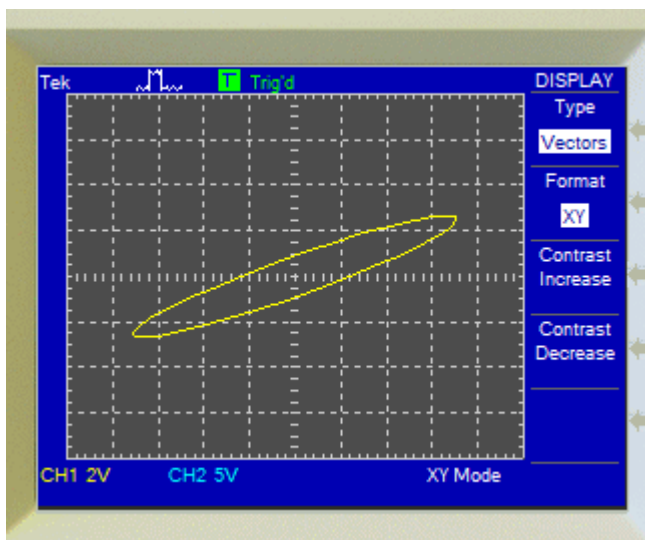 Tek T Trig'd DISPLAY
Type
Vectors
Format
XY
Contrast
Increase
Contrast
Decrease
CH1 2V CH2 5V XY Mode